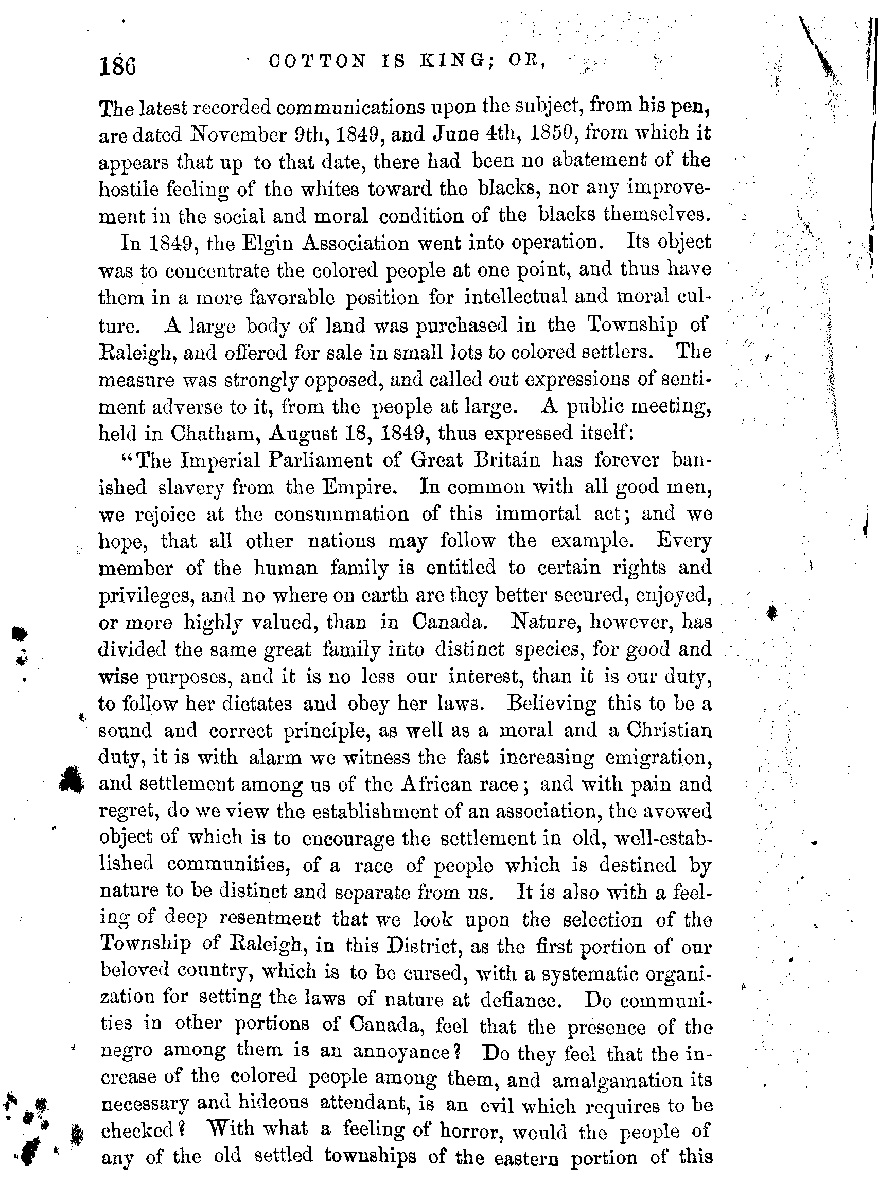 186 COTTON IS KING; OR,
The latest recorded communications upon the subject, from his pen,
are dated November 9th, 1849, and June 4th, 1850, from which it
appears that up to that date, there had been no abatement of the
hostile feeling of the whites toward the blacks, nor any improve-
ment in the social and moral condition of the blacks themselves.
In 1849, the Elgin Association went into operation. Its object
was to concentrate the colored people at one point, and thus have
them in a more favorable position for intellectual and moral cul-
ture. A large body of land was purchased in the Township of
Raleigh, and offered for sale in small lots to colored settlers. The
measure was strongly opposed, and called out expressions of senti-
ment adverse to it, from the people at large. A public meeting,
held in Chatham, August 18, 1849, thus expressed itself:
"The Imperial Parliament of Great Britain has forever ban-
ished slavery from the Empire. In common with all good men,
we rejoice at the consummation of this immortal act; and we
hope, that all other nations may follow the example. Every
member of the human family is entitled to certain rights and
privileges, and no where on earth are they better secured, enjoyed,
or more highly valued, than in Canada. Nature, however, has
divided the same great family into distinct species, for good and
wise purposes, and it is no less our interest, than it is our duty,
to follow her dictates and obey her laws. Believing this to be a
sound and correct principle, as well as a moral and a Christian
duty, it is with alarm we witness the fast increasing emigration,
and settlement among us of the African race; and with pain and
regret, do we view the establishment of an association, the avowed
object of which is to encourage the settlement in old, well-estab-
lished communities, of a race of people which is destined by
nature to be distinct and separate from us. It is also with a feel-
ing of deep resentment that we look upon the selection of the
Township of Raleigh, in this District, as the first portion of our
beloved country, which is to be cursed, with a systematic organi-
zation for setting the laws of nature at defiance. Do communi-
ties in other portions of Canada, feel that the presence of the
negro among them is an annoyance? Do they feel that the in-
crease of the colored people among them, and amalgamation its
necessary and hideous attendant, is an evil which requires to be
checked? With what a feeling of horror, would the people of
any of the old settled townships of the eastern portion of this